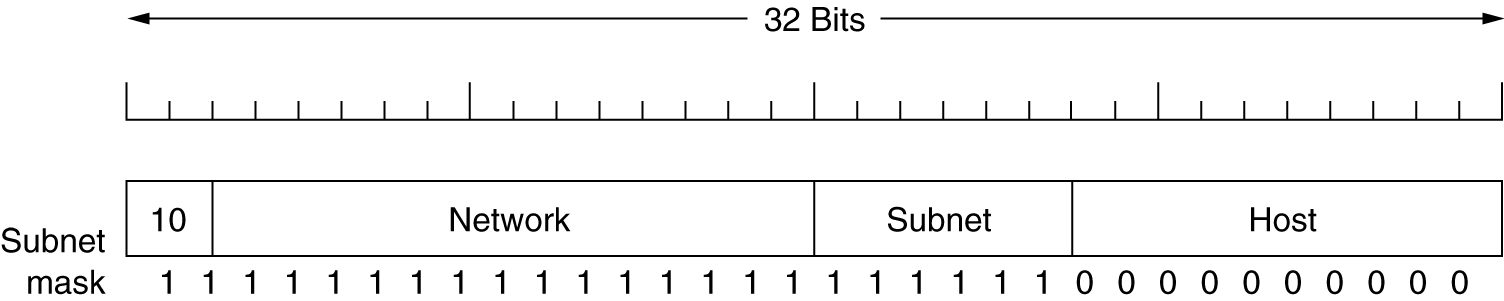 32 Bits
10 Network Subnet Host
Subnet
mask 1 1 1 1 1 1 1 1 1 1 1 1 1 1 1 1 1 1 1 1 1 1 0 0 0 0 0 0 0 0 0 0